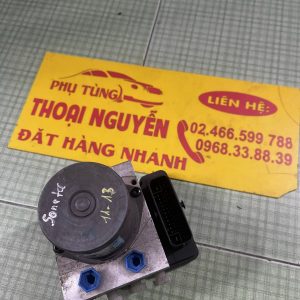 PHỤ TÙNG
THOẠI NGUYỄN
ĐẶT HÀNG NHANH
LIÊN HỆ:
02.466.599 788
0968.33.88.39
Sonata
11-13